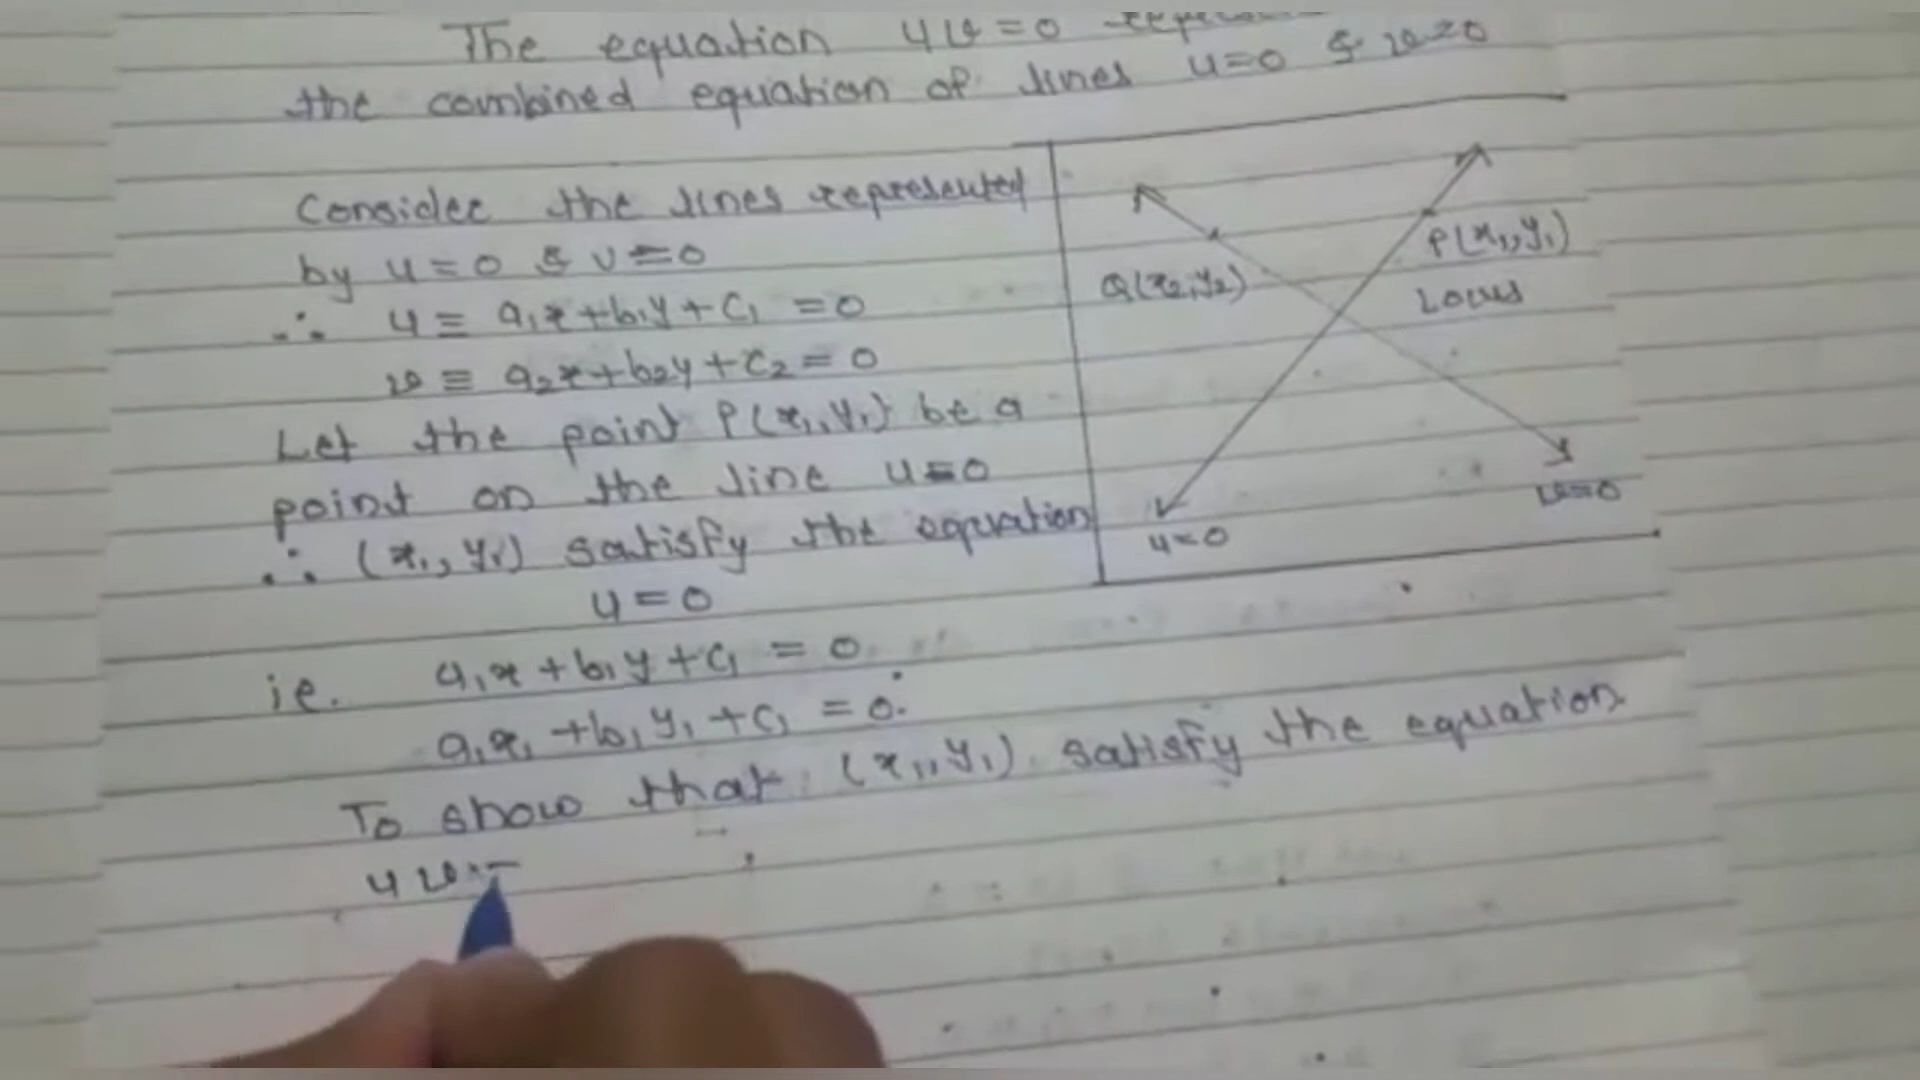 The equation uv = 0
the combined equation of lines u=0 & v=0
Consider the lines represented
by u = 0 & v = 0
∴ u ≡ a₁x+b₁y+c₁ = 0
v ≡ a₂x+b₂y+c₂ = 0
Let the point P(x₁,y₁) be a
point on the line u=0
∴ (x₁, y₁) satisfy the equation
u = 0
ie. a₁x + b₁y + c₁ = 0.
a₁x₁ + b₁y₁ + c₁ = 0.
To show that (x₁, y₁) satisfy the equation.
uv =
P(x₁, y₁)
Q(x₂, y₂)
Locus
v=0
u=0